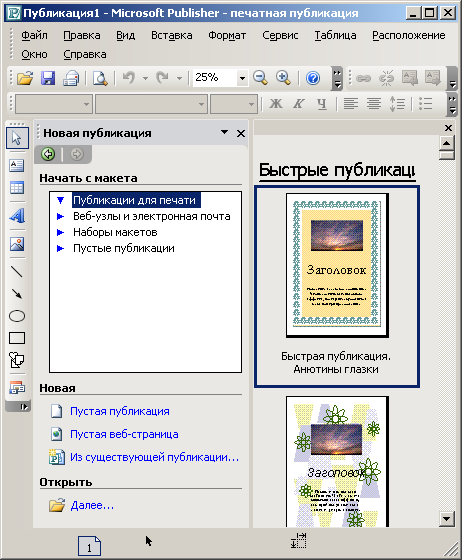 Публикация1 - Microsoft Publisher - печатная публикация
Файл Правка Вид Вставка Формат Сервис Таблица Расположение
Окно Справка
25%
Ж К Ч
Новая публикация
Начать с макета
Публикации для печати
Веб-узлы и электронная почта
Наборы макетов
Пустые публикации
Новая
Пустая публикация
Пустая веб-страница
Из существующей публикации...
Открыть
Далее...
Быстрые публикаци
Заголовок
Быстрая публикация.
Анютины глазки
Заголовок
1